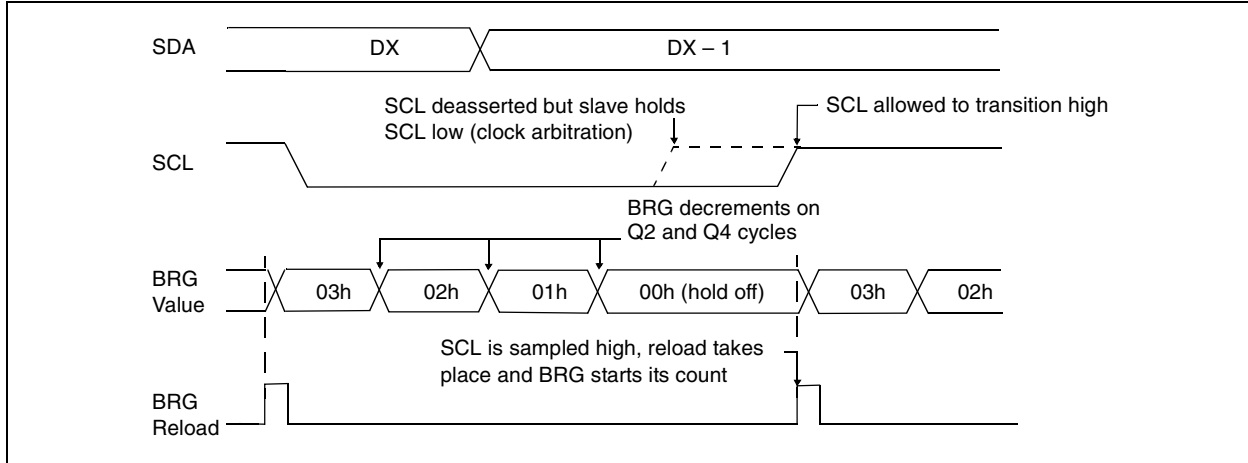 SDA
DX
DX – 1
SCL deasserted but slave holds
SCL low (clock arbitration)
SCL allowed to transition high
SCL
BRG decrements on
Q2 and Q4 cycles
BRG
Value
03h
02h
01h
00h (hold off)
03h
02h
SCL is sampled high, reload takes
place and BRG starts its count
BRG
Reload